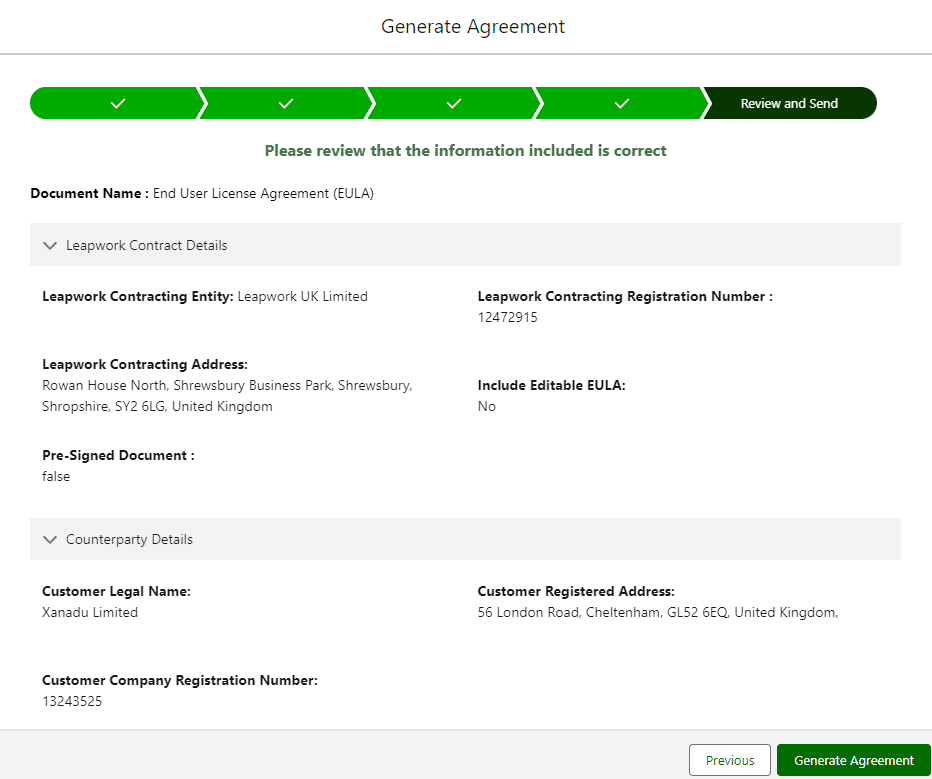 Generate Agreement
Review and Send
Please review that the information included is correct
Document Name : End User License Agreement (EULA)
Leapwork Contract Details
Leapwork Contracting Entity: Leapwork UK Limited
Leapwork Contracting Registration Number :
12472915
Leapwork Contracting Address:
Rowan House North, Shrewsbury Business Park, Shrewsbury,
Shropshire, SY2 6LG, United Kingdom
Include Editable EULA:
No
Pre-Signed Document :
false
Counterparty Details
Customer Legal Name:
Xanadu Limited
Customer Registered Address:
56 London Road, Cheltenham, GL52 6EQ, United Kingdom,
Customer Company Registration Number:
13243525
Previous
Generate Agreement